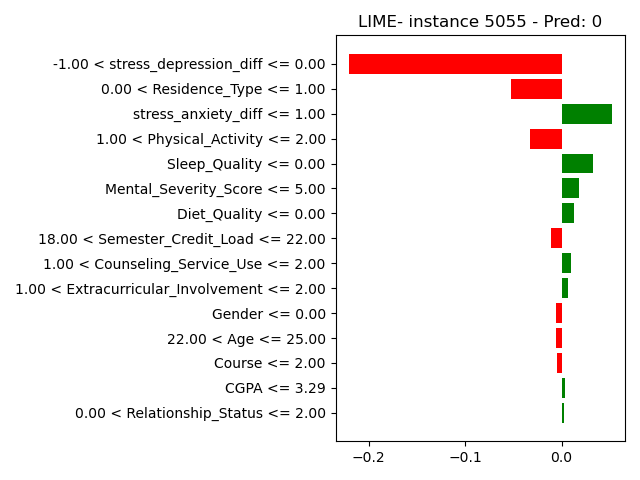 LIME- instance 5055 - Pred: 0
-1.00 < stress_depression_diff <= 0.00
0.00 < Residence_Type <= 1.00
stress_anxiety_diff <= 1.00
1.00 < Physical_Activity <= 2.00
Sleep_Quality <= 0.00
Mental_Severity_Score <= 5.00
Diet_Quality <= 0.00
18.00 < Semester_Credit_Load <= 22.00
1.00 < Counseling_Service_Use <= 2.00
1.00 < Extracurricular_Involvement <= 2.00
Gender <= 0.00
22.00 < Age <= 25.00
Course <= 2.00
CGPA <= 3.29
0.00 < Relationship_Status <= 2.00
−0.2 −0.1 0.0